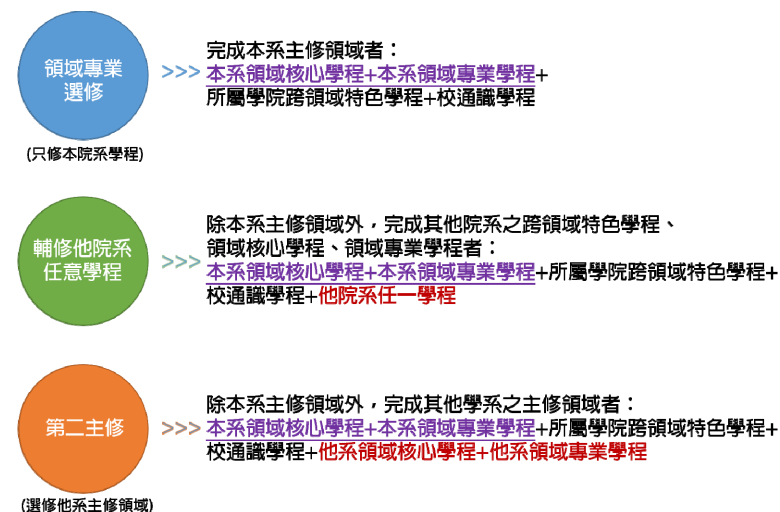 領域專業
選修
(只修本院系學程)
>>>
完成本系主修領域者：
本系領域核心學程+本系領域專業學程+
所屬學院跨領域特色學程+校通識學程
輔修他院系
任意學程
>>>
除本系主修領域外，完成其他院系之跨領域特色學程、
領域核心學程、領域專業學程者：
本系領域核心學程+本系領域專業學程+所屬學院跨領域特色學程+
校通識學程+他院系任一學程
第二主修
(選修他系主修領域)
>>>
除本系主修領域外，完成其他學系之主修領域者：
本系領域核心學程+本系領域專業學程+所屬學院跨領域特色學程+
校通識學程+他系領域核心學程+他系領域專業學程